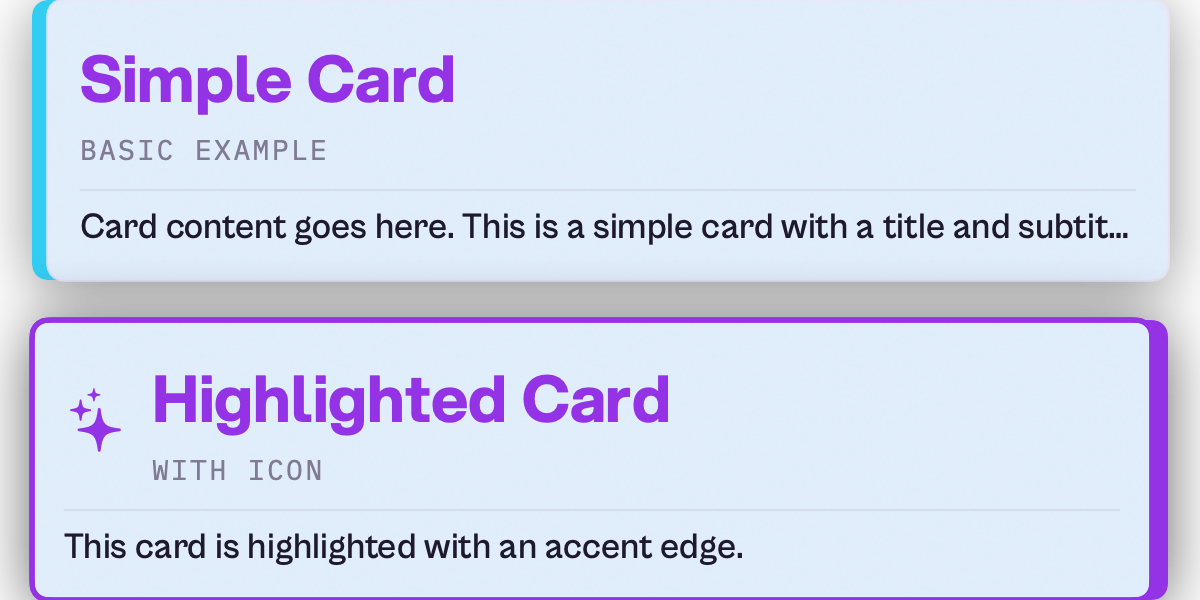 Simple Card
BASIC EXAMPLE
Card content goes here. This is a simple card with a title and subtit...
Highlighted Card
WITH ICON
This card is highlighted with an accent edge.